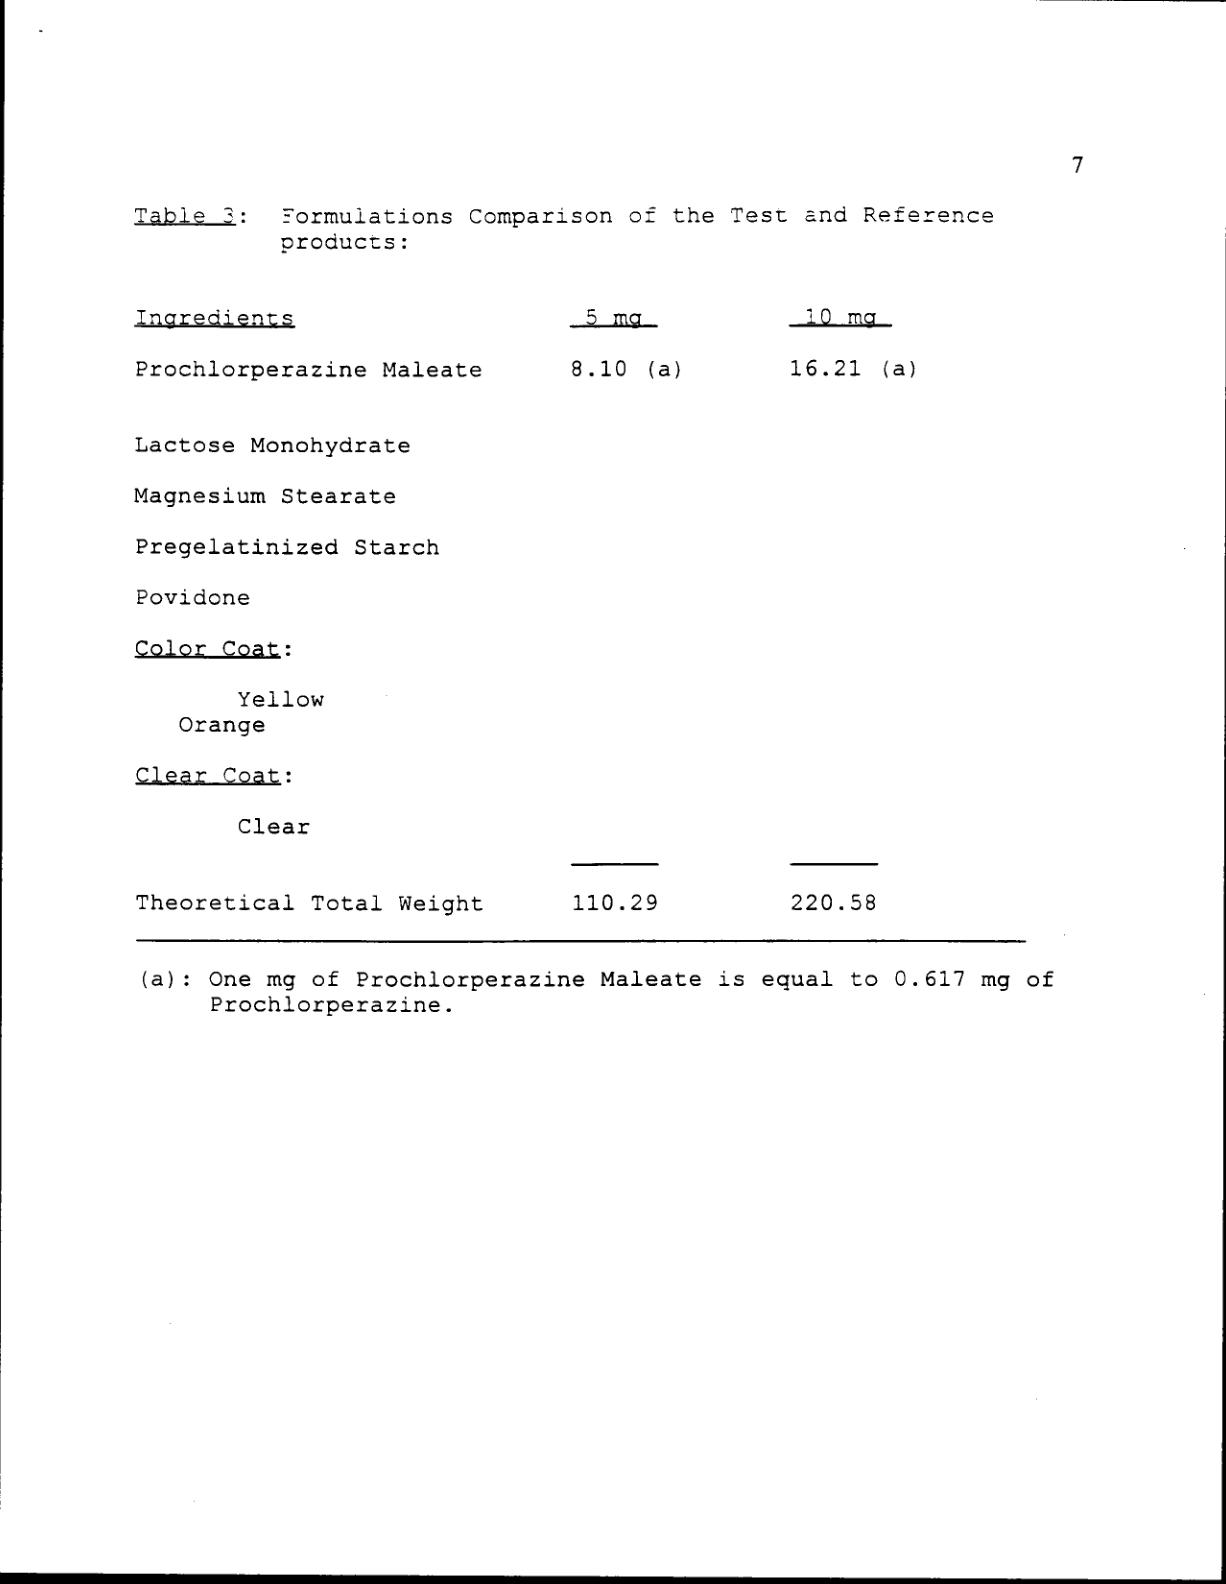 7
Table 3: Formulations Comparison of the Test and Reference
products:
Ingredients 5 mg 10 mg
Prochlorperazine Maleate 8.10 (a) 16.21 (a)
Lactose Monohydrate
Magnesium Stearate
Pregelatinized Starch
Povidone
Color Coat:
Yellow
Orange
Clear Coat:
Clear
Theoretical Total Weight 110.29 220.58
(a): One mg of Prochlorperazine Maleate is equal to 0.617 mg of
Prochlorperazine.